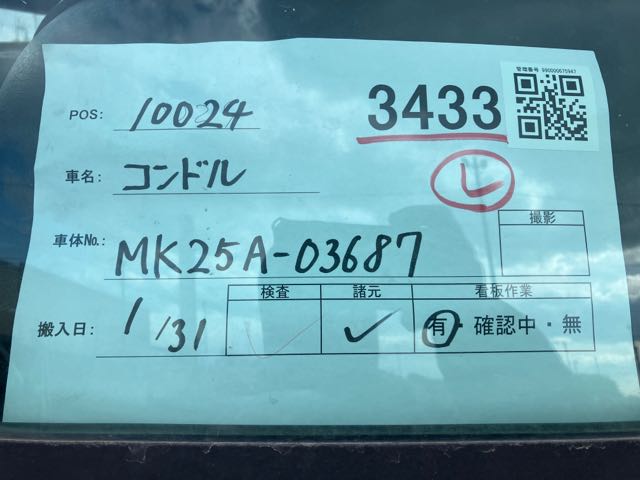 管理番号 990000675947
POS: 10024
3433
レ
車名: コンドル
撮影
車体No.: MK25A-03687
検査 諸元 看板作業
搬入日: 1/31 ✓ 有・確認中・無